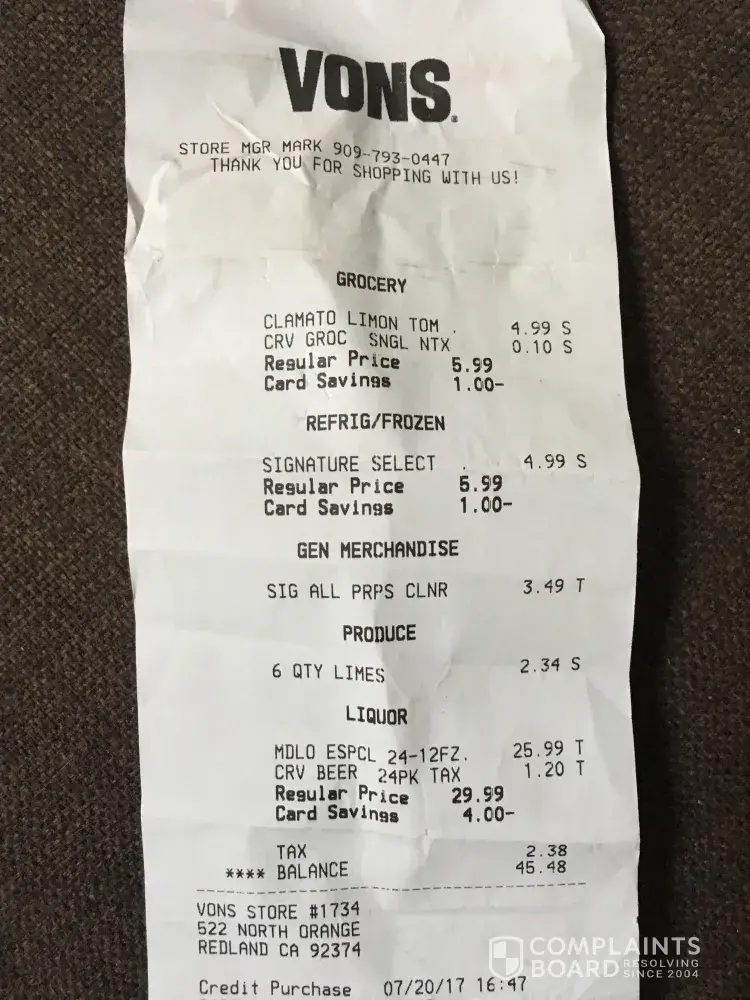 VONS.
STORE MGR MARK 909-793-0447
THANK YOU FOR SHOPPING WITH US!
GROCERY
CLAMATO LIMON TOM . 4.99 S
CRV GROC SNGL NTX 0.10 S
Regular Price 5.99
Card Savings 1.00-
REFRIG/FROZEN
SIGNATURE SELECT . 4.99 S
Regular Price 5.99
Card Savings 1.00-
GEN MERCHANDISE
SIG ALL PRPS CLNR 3.49 T
PRODUCE
6 QTY LIMES 2.34 S
LIQUOR
MDLO ESPCL 24-12FZ. 25.99 T
CRV BEER 24PK TAX 1.20 T
Regular Price 29.99
Card Savings 4.00-
TAX 2.38
**** BALANCE 45.48
VONS STORE #1734
522 NORTH ORANGE
REDLAND CA 92374
Credit Purchase 07/20/17 16:47
COMPLAINTS
BOARD RESOLVING SINCE 2004